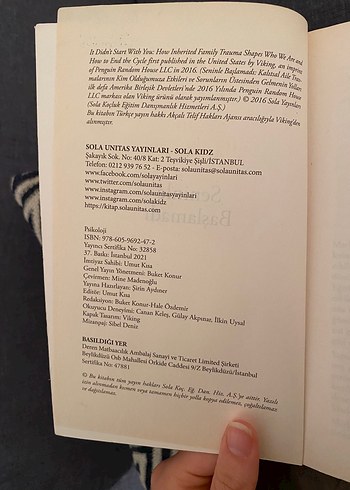 It Didn't Start With You: How Inherited Family Trauma Shapes Who We Are and
How to End the Cycle first published in the United States by Viking, an imprint
of Penguin Random House LLC in 2016. (Seninle Başlamadı: Kalıtsal Aile Trav-
malarının Kim Olduğumuza Etkileri ve Sorunların Üstesinden Gelmenin Yolları
ilk defa Amerika Birleşik Devletleri'nde 2016 Yılında Penguin Random House
LLC markası olan Viking ürünü olarak yayınlanmıştır.) © 2016 Sola Yayınları
(Sola Koçluk Eğitim Danışmanlık Hizmetleri A.Ş.)
Bu kitabın Türkçe yayın hakkı Akçalı Telif Hakları Ajansı aracılığıyla Viking'den
alınmıştır.
SOLA UNITAS YAYINLARI - SOLA KIDZ
Şakayık Sok. No: 40/8 Kat: 2 Teşvikiye Şişli/İSTANBUL
Telefon: 0212 939 76 52 - E-posta: solaunitas@solaunitas.com
www.facebook.com/solayayinlari
www.twitter.com/solaunitas
www.instagram.com/solaunitasyayinlari
www.instagram.com/solakidz
https://kitap.solaunitas.com
Psikoloji
ISBN: 978-605-9692-47-2
Yayıncı Sertifika No: 32858
37. Baskı: İstanbul 2021
İmtiyaz Sahibi: Umut Kısa
Genel Yayın Yönetmeni: Buket Konur
Çevirmen: Mine Madenoğlu
Yayına Hazırlayan: Şirin Aydıner
Editör: Umut Kısa
Redaksiyon: Buket Konur-Hale Özdemir
Okuyucu Deneyimi: Canan Keleş, Gülay Akpınar, İlkin Uysal
Kapak Tasarım: Viking
Mizanpaj: Sibel Deniz
BASILDIĞI YER
Deren Matbaacılık Ambalaj Sanayi ve Ticaret Limited Şirketi
Beylikdüzü Osb Mahallesi Orkide Caddesi 9/Z Beylikdüzü/İstanbul
Sertifika No: 47881
© Bu kitabın tüm yayın hakları Sola Koç. Eğ. Dan. Hiz. A.Ş.'ye aittir. Yazılı
izin alınmadan kısmen veya tamamen hiçbir yolla kopya edilemez, çoğaltılamaz
ve dağıtılamaz.